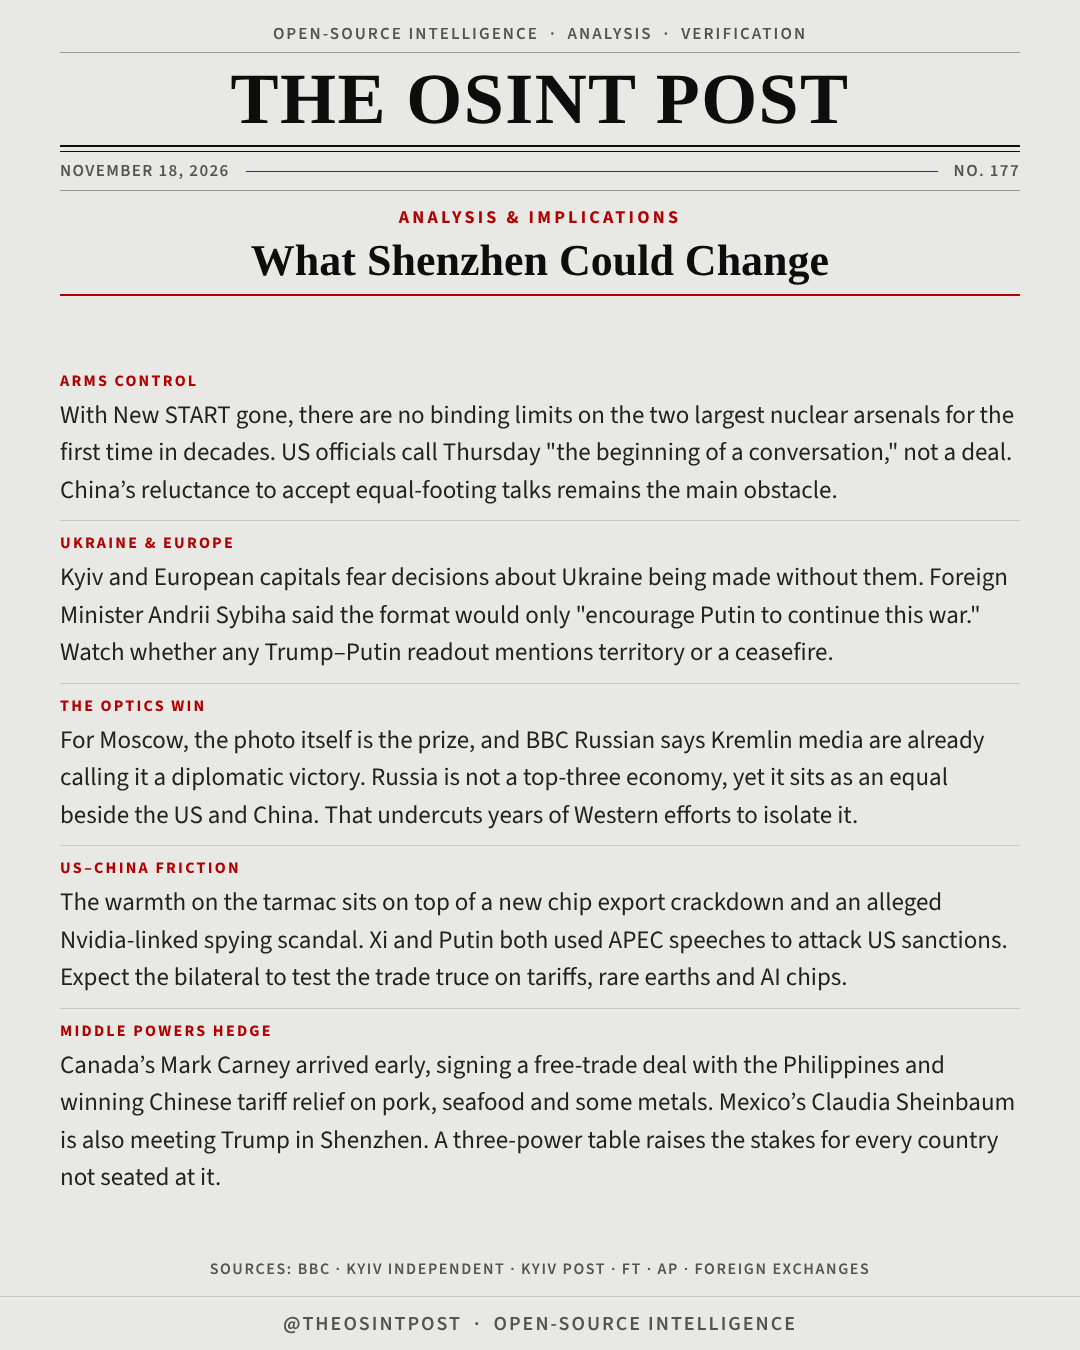 OPEN-SOURCE INTELLIGENCE · ANALYSIS · VERIFICATION
THE OSINT POST
NOVEMBER 18, 2026
NO. 177
ANALYSIS & IMPLICATIONS
What Shenzhen Could Change
ARMS CONTROL
With New START gone, there are no binding limits on the two largest nuclear arsenals for the
first time in decades. US officials call Thursday "the beginning of a conversation," not a deal.
China’s reluctance to accept equal-footing talks remains the main obstacle.
UKRAINE & EUROPE
Kyiv and European capitals fear decisions about Ukraine being made without them. Foreign
Minister Andrii Sybiha said the format would only "encourage Putin to continue this war."
Watch whether any Trump–Putin readout mentions territory or a ceasefire.
THE OPTICS WIN
For Moscow, the photo itself is the prize, and BBC Russian says Kremlin media are already
calling it a diplomatic victory. Russia is not a top-three economy, yet it sits as an equal
beside the US and China. That undercuts years of Western efforts to isolate it.
US–CHINA FRICTION
The warmth on the tarmac sits on top of a new chip export crackdown and an alleged
Nvidia-linked spying scandal. Xi and Putin both used APEC speeches to attack US sanctions.
Expect the bilateral to test the trade truce on tariffs, rare earths and AI chips.
MIDDLE POWERS HEDGE
Canada’s Mark Carney arrived early, signing a free-trade deal with the Philippines and
winning Chinese tariff relief on pork, seafood and some metals. Mexico’s Claudia Sheinbaum
is also meeting Trump in Shenzhen. A three-power table raises the stakes for every country
not seated at it.
SOURCES: BBC · KYIV INDEPENDENT · KYIV POST · FT · AP · FOREIGN EXCHANGES
@THEOSINTPOST · OPEN-SOURCE INTELLIGENCE